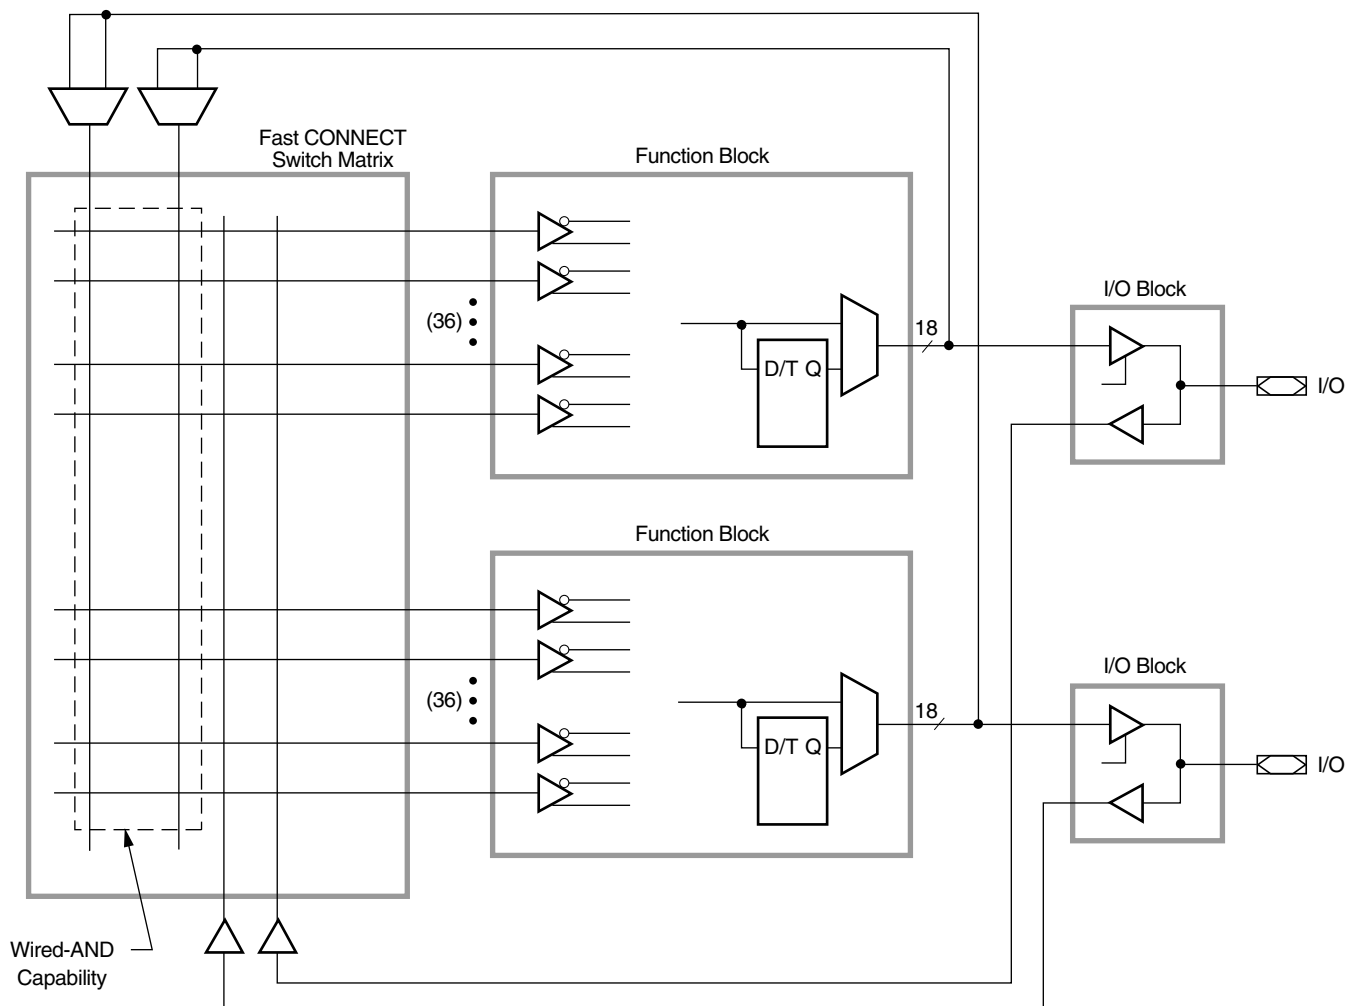 Fast CONNECT
Switch Matrix
Function Block
(36)
D/T Q
18
I/O Block
I/O
Function Block
(36)
D/T Q
18
I/O Block
I/O
Wired-AND
Capability